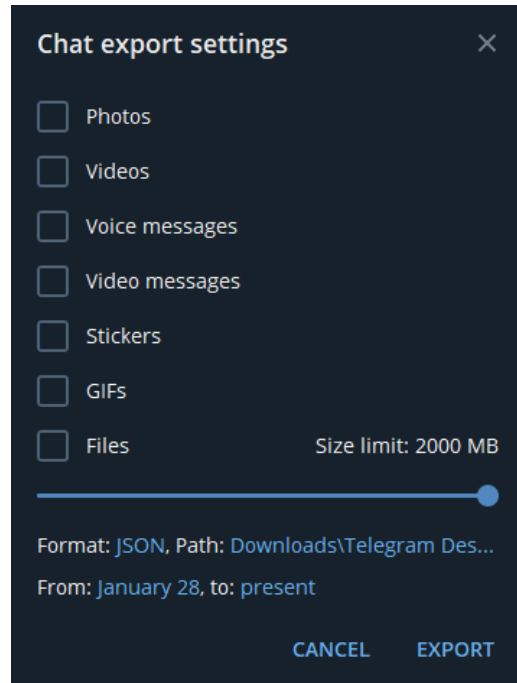 Chat export settings
Photos
Videos
Voice messages
Video messages
Stickers
GIFs
Files Size limit: 2000 MB
Format: JSON, Path: Downloads\Telegram Des...
From: January 28, to: present
CANCEL EXPORT